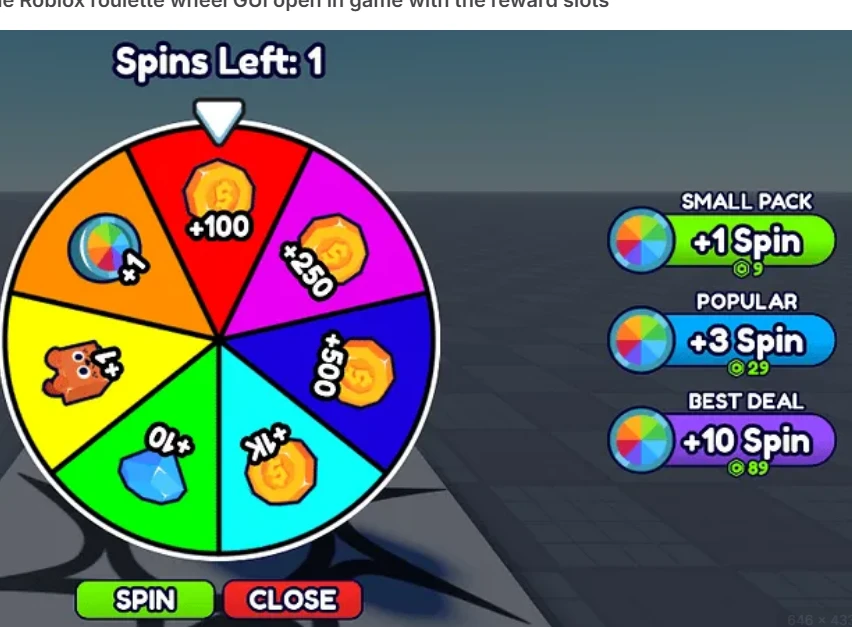 le Roblox roulette wheel GUI open in game with the reward slots
Spins Left: 1
+100
+250
+500
+1K
+10
+1
+1
SMALL PACK
+1 Spin
9
POPULAR
+3 Spin
29
BEST DEAL
+10 Spin
89
SPIN
CLOSE